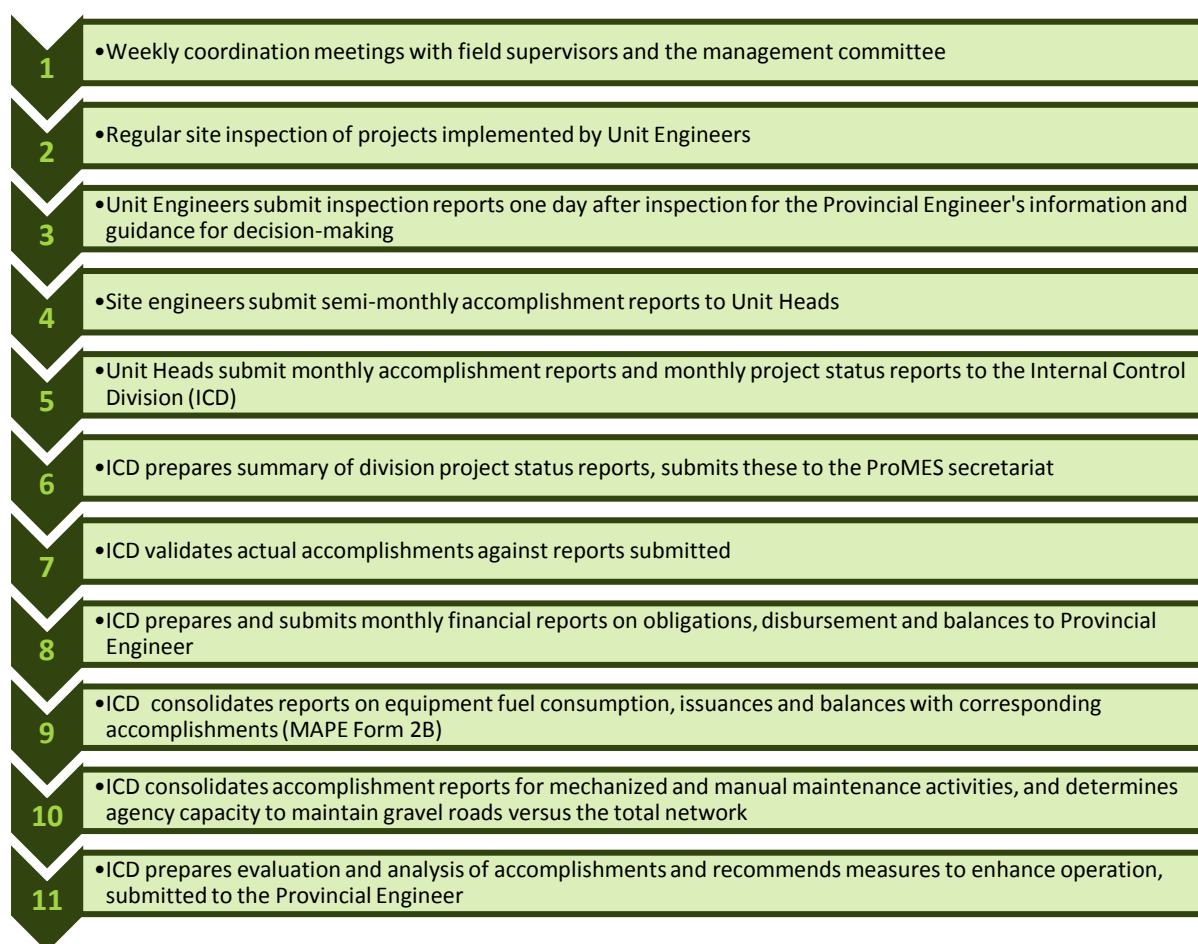 1
•Weekly coordination meetings with field supervisors and the management committee
2
•Regular site inspection of projects implemented by Unit Engineers
3
•Unit Engineers submit inspection reports one day after inspection for the Provincial Engineer's information and
guidance for decision-making
4
•Site engineers submit semi-monthly accomplishment reports to Unit Heads
5
•Unit Heads submit monthly accomplishment reports and monthly project status reports to the Internal Control
Division (ICD)
6
•ICD prepares summary of division project status reports, submits these to the ProMES secretariat
7
•ICD validates actual accomplishments against reports submitted
8
•ICD prepares and submits monthly financial reports on obligations, disbursement and balances to Provincial
Engineer
9
•ICD consolidates reports on equipment fuel consumption, issuances and balances with corresponding
accomplishments (MAPE Form 2B)
10
•ICD consolidates accomplishment reports for mechanized and manual maintenance activities, and determines
agency capacity to maintain gravel roads versus the total network
11
•ICD prepares evaluation and analysis of accomplishments and recommends measures to enhance operation,
submitted to the Provincial Engineer